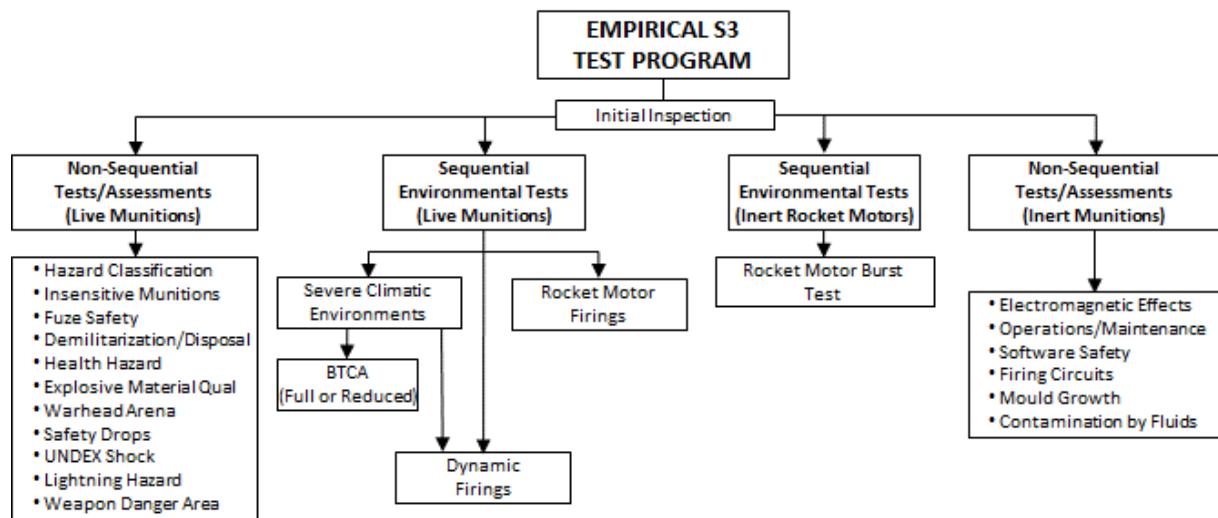 EMPIRICAL S3
TEST PROGRAM
Initial Inspection
Non-Sequential
Tests/Assessments
(Live Munitions)
• Hazard Classification
• Insensitive Munitions
• Fuze Safety
• Demilitarization/Disposal
• Health Hazard
• Explosive Material Qual
• Warhead Arena
• Safety Drops
• UNDEX Shock
• Lightning Hazard
• Weapon Danger Area
Sequential
Environmental Tests
(Live Munitions)
Severe Climatic
Environments
BTCA
(Full or Reduced)
Rocket Motor
Firings
Dynamic
Firings
Sequential
Environmental Tests
(Inert Rocket Motors)
Rocket Motor Burst
Test
Non-Sequential
Tests/Assessments
(Inert Munitions)
• Electromagnetic Effects
• Operations/Maintenance
• Software Safety
• Firing Circuits
• Mould Growth
• Contamination by Fluids